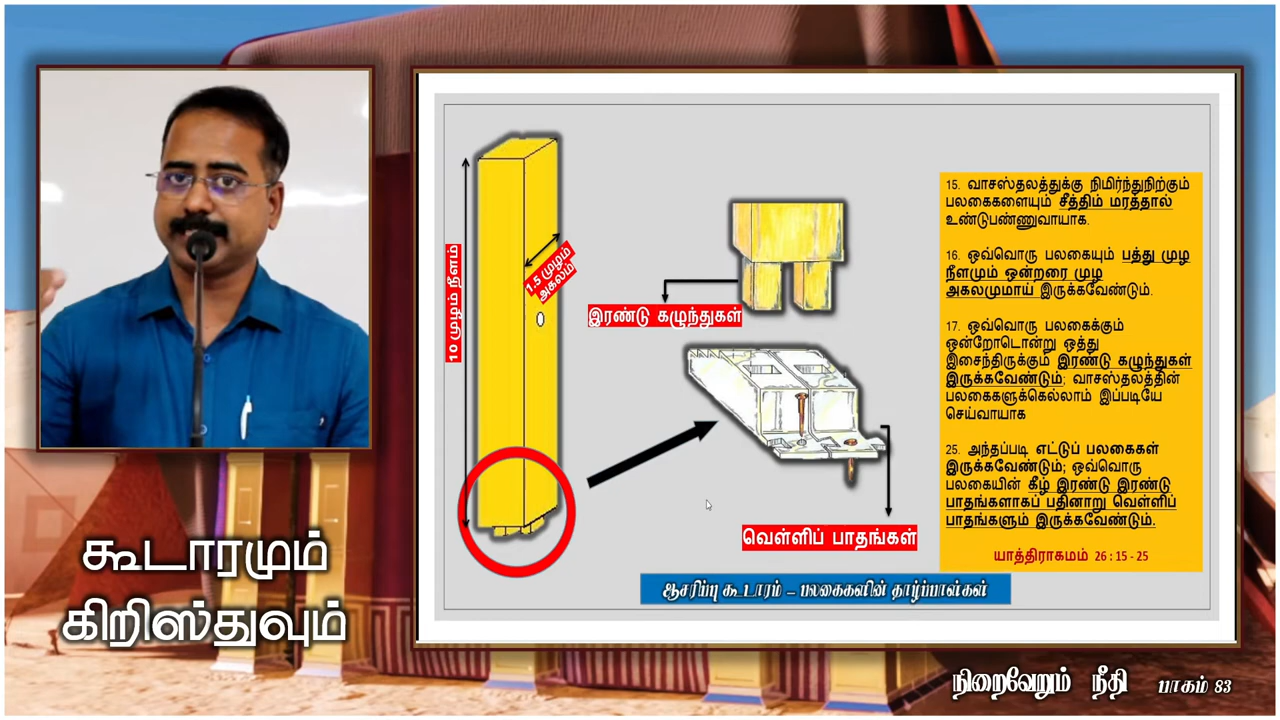 10 முழம் நீளம்
1.5 முழம்
அகலம்
இரண்டு கழுந்துகள்
வெள்ளிப் பாதங்கள்
15. வாசஸ்தலத்துக்கு நிமிர்ந்துநிற்கும்
பலகைகளையும் சீத்திம் மரத்தால்
உண்டுபண்ணுவாயாக.
16. ஒவ்வொரு பலகையும் பத்து முழ
நீளமும் ஒன்றரை முழ
அகலமுமாய் இருக்கவேண்டும்.
17. ஒவ்வொரு பலகைக்கும்
ஒன்றோடொன்று ஒத்து
இசைந்திருக்கும் இரண்டு கழுந்துகள்
இருக்கவேண்டும்; வாசஸ்தலத்தின்
பலகைகளுக்கெல்லாம் இப்படியே
செய்வாயாக
25. அந்தப்படி எட்டுப் பலகைகள்
இருக்கவேண்டும்; ஒவ்வொரு
பலகையின் கீழ் இரண்டு இரண்டு
பாதங்களாகப் பதினாறு வெள்ளிப்
பாதங்களும் இருக்கவேண்டும்.
யாத்திராகமம் 26 : 15 - 25
ஆசரிப்பு கூடாரம் – பலகைகளின் தாழ்ப்பாள்கள்
கூடாரமும்
கிறிஸ்துவும்
நிறைவேறும் நீதி பாகம் 83